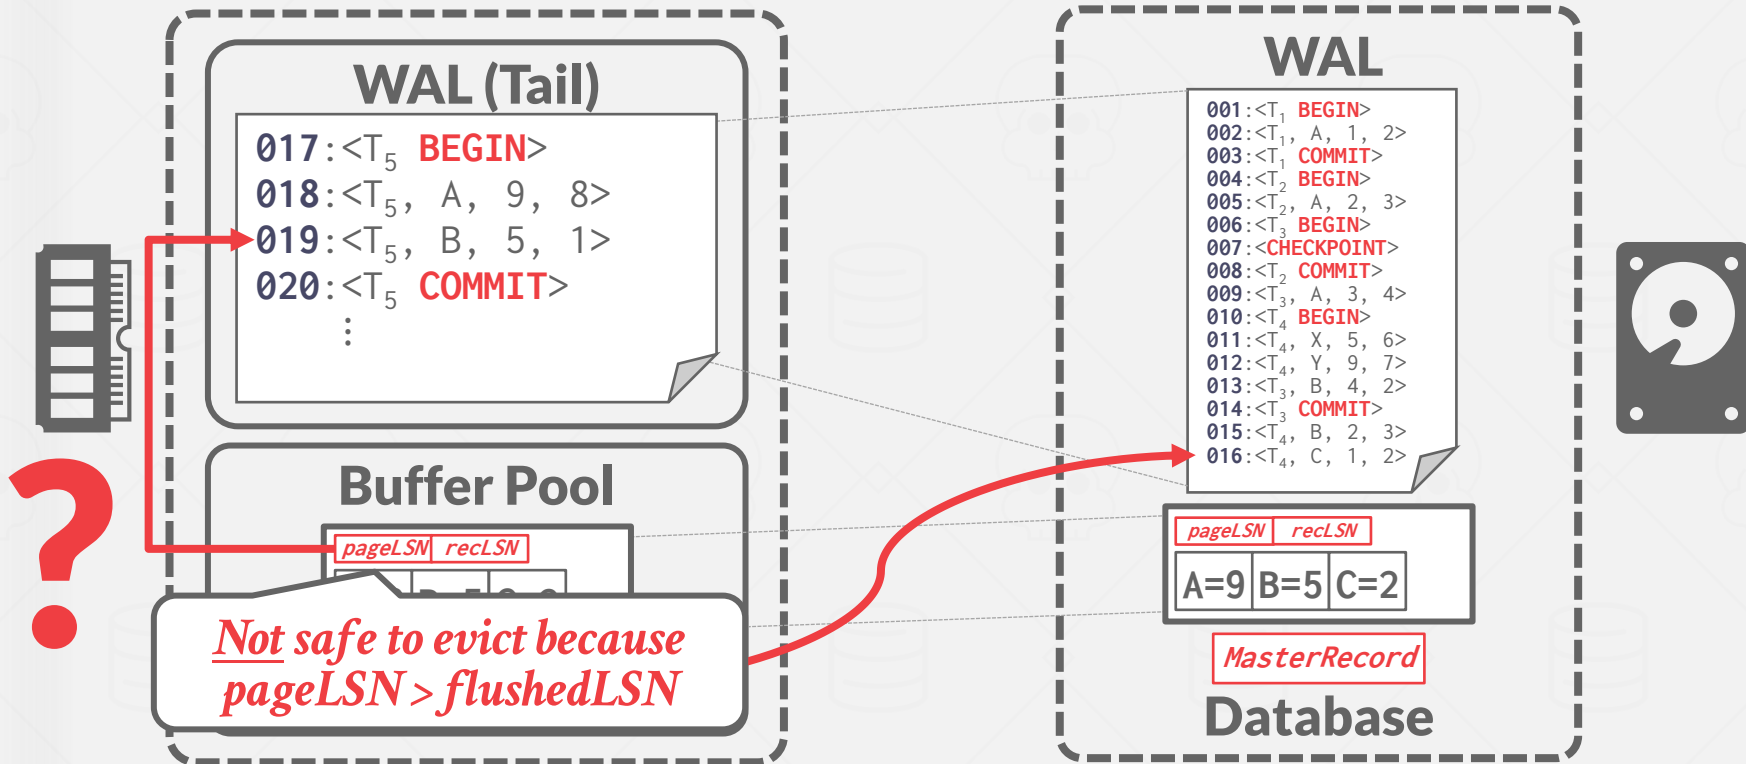 WAL (Tail)
017:<T5 BEGIN>
018:<T5, A, 9, 8>
019:<T5, B, 5, 1>
020:<T5 COMMIT>
⋮
?
Buffer Pool
pageLSN recLSN
Not safe to evict because
pageLSN > flushedLSN
WAL
001:<T1 BEGIN>
002:<T1, A, 1, 2>
003:<T1 COMMIT>
004:<T2 BEGIN>
005:<T2, A, 2, 3>
006:<T3 BEGIN>
007:<CHECKPOINT>
008:<T2 COMMIT>
009:<T3, A, 3, 4>
010:<T4 BEGIN>
011:<T4, X, 5, 6>
012:<T4, Y, 9, 7>
013:<T3, B, 4, 2>
014:<T3 COMMIT>
015:<T4, B, 2, 3>
016:<T4, C, 1, 2>
pageLSN recLSN
A=9 B=5 C=2
MasterRecord
Database